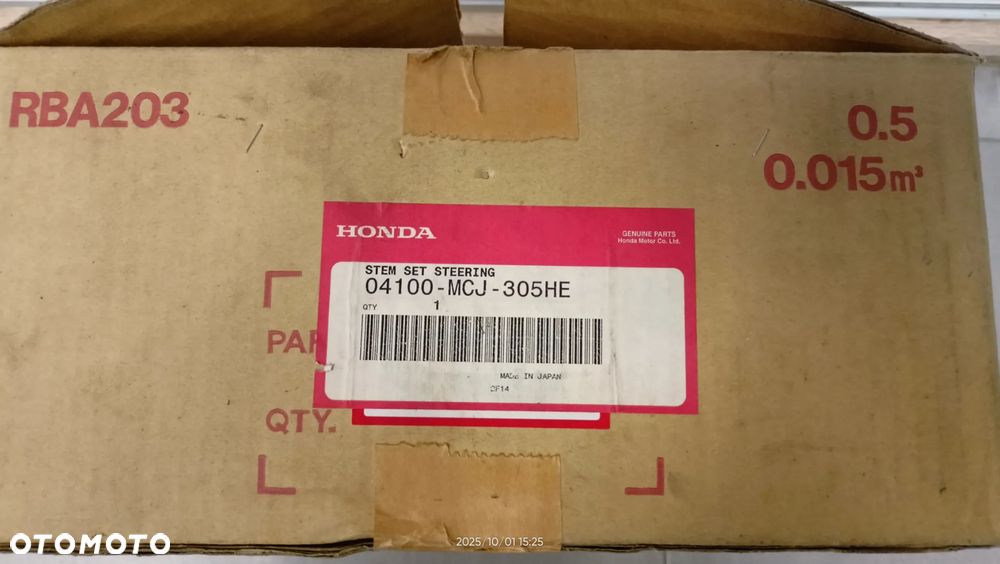 RBA203
0.5
0.015m³
HONDA
GENUINE PARTS
Honda Motor Co. Ltd.
STEM SET STEERING
04100-MCJ-305HE
QTY 1
MADE IN JAPAN
2F14
PAR
QTY.
OTOMOTO
2025/10/01 15:25